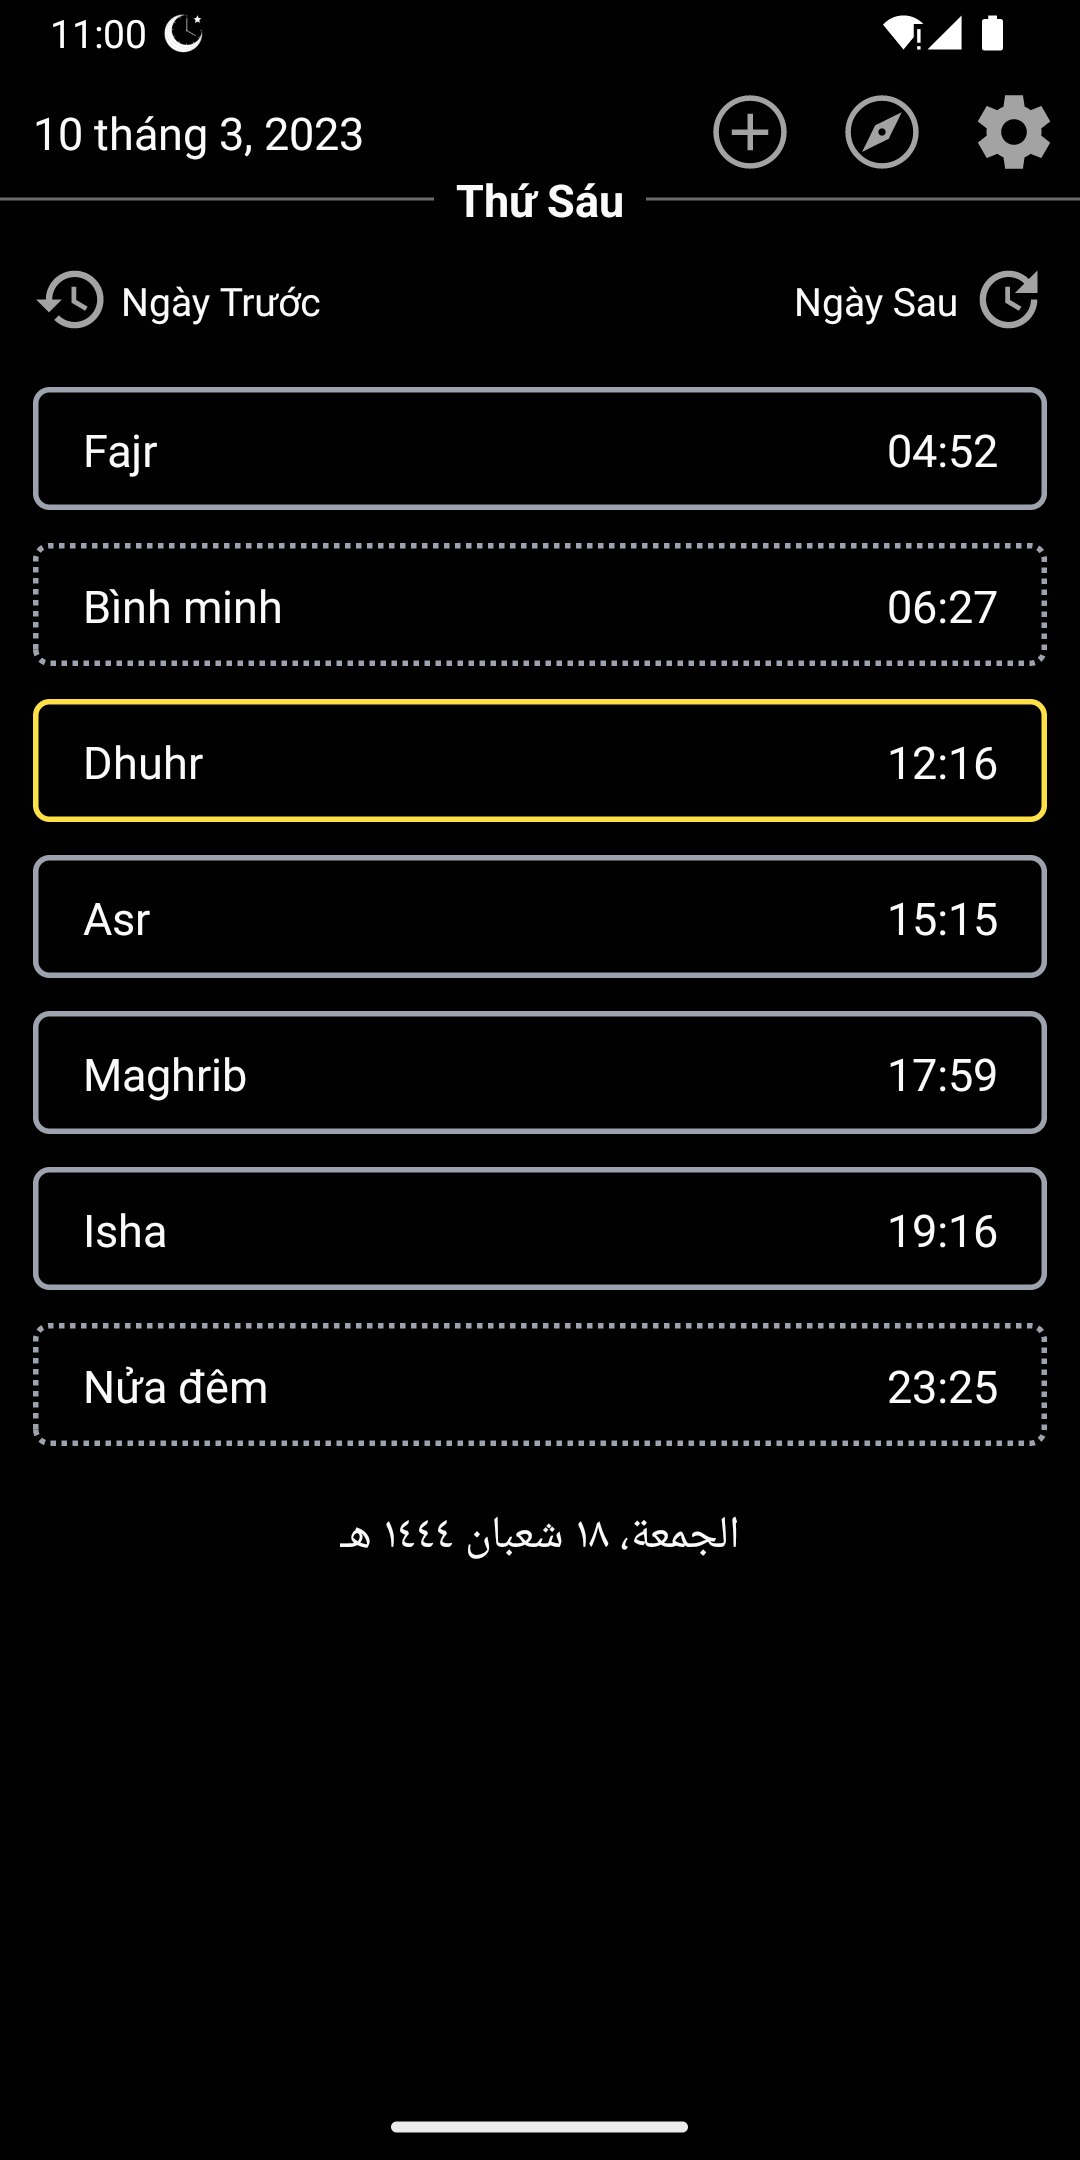 11:00
10 tháng 3, 2023
Thứ Sáu
Ngày Trước
Ngày Sau
Fajr 04:52
Bình minh 06:27
Dhuhr 12:16
Asr 15:15
Maghrib 17:59
Isha 19:16
Nửa đêm 23:25
الجمعة، ١٨ شعبان ١٤٤٤ هـ